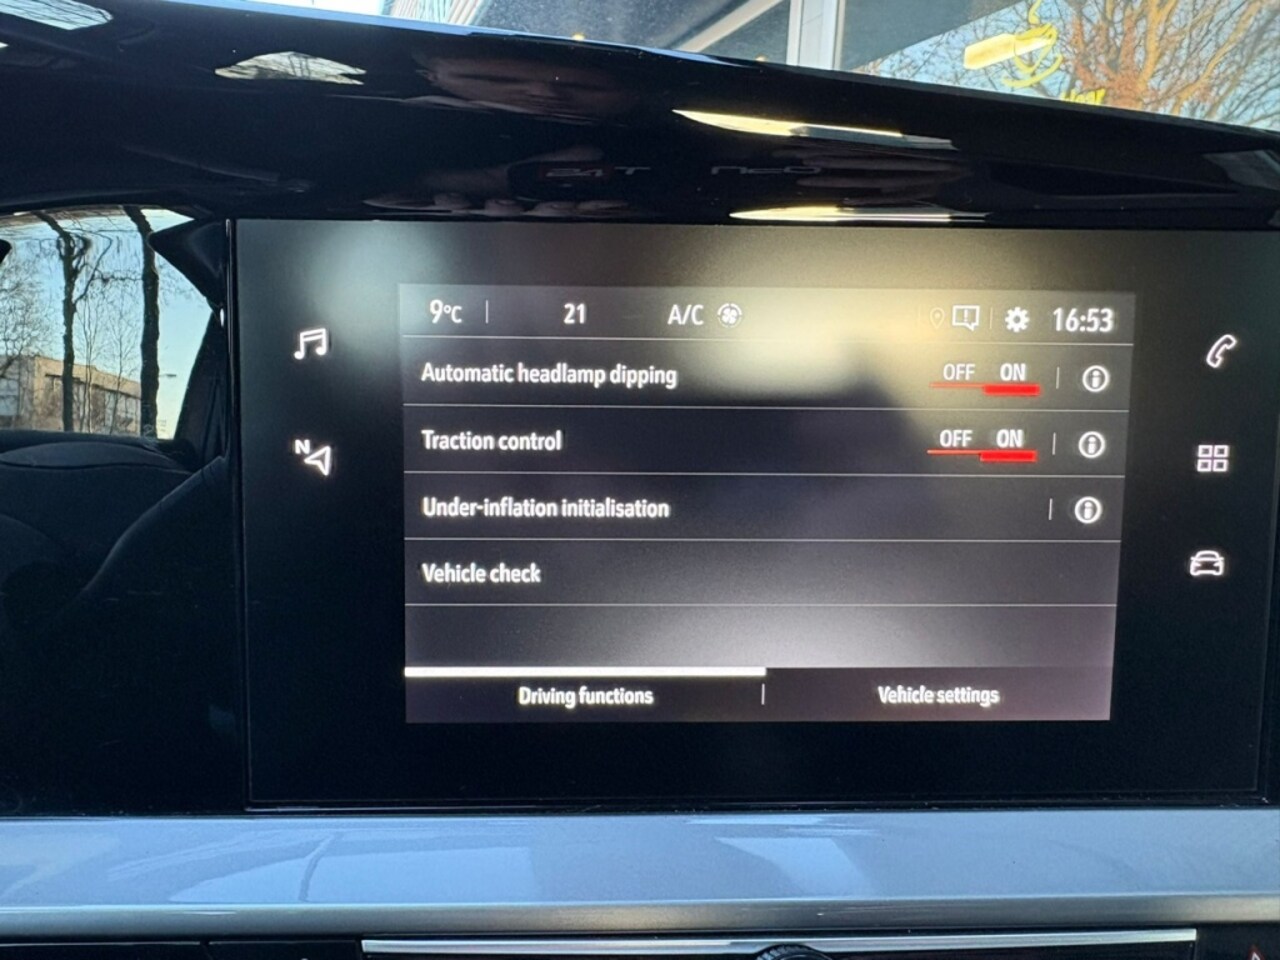 9°C 21 A/C 16:53
Automatic headlamp dipping OFF ON
Traction control OFF ON
Under-inflation initialisation
Vehicle check
Driving functions Vehicle settings
N